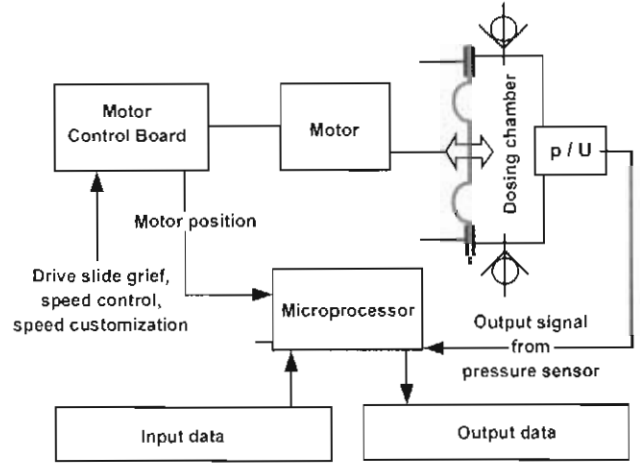 Motor
Control Board
Motor
Dosing chamber
p / U
Motor position
Drive slide grief,
speed control,
speed customization
Microprocessor
Output signal
from
pressure sensor
Input data
Output data